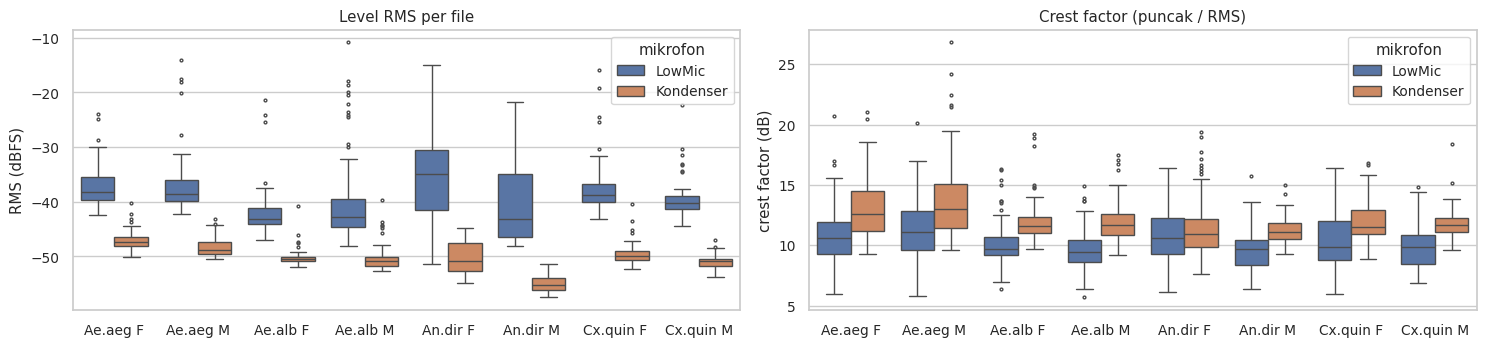 Level RMS per file
RMS (dBFS)
−10
−20
−30
−40
−50
mikrofon
LowMic
Kondenser
Ae.aeg F
Ae.aeg M
Ae.alb F
Ae.alb M
An.dir F
An.dir M
Cx.quin F
Cx.quin M
Crest factor (puncak / RMS)
crest factor (dB)
25
20
15
10
5
mikrofon
LowMic
Kondenser
Ae.aeg F
Ae.aeg M
Ae.alb F
Ae.alb M
An.dir F
An.dir M
Cx.quin F
Cx.quin M